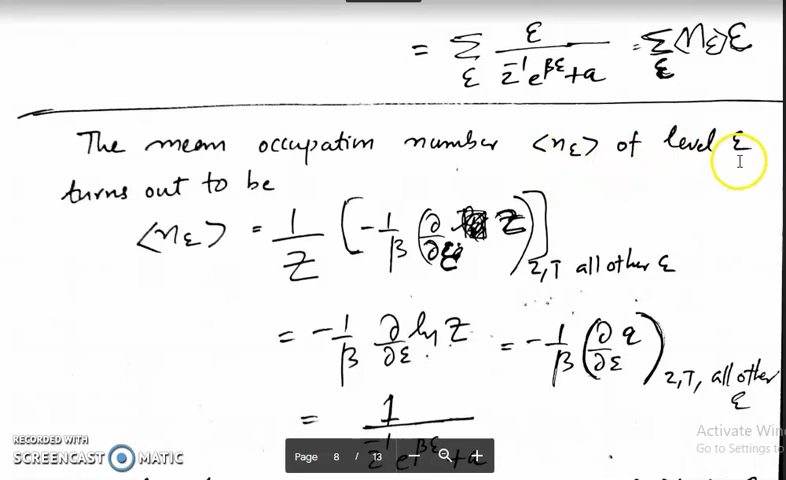 = Σ_ε ε / (z⁻¹e^{βε}+a) = Σ_ε <n_ε> ε
The mean occupation number <n_ε> of level ε
turns out to be
<n_ε> = 1/Z [ -1/β (∂/∂ε Z) ]_{z,T all other ε}
= -1/β ∂/∂ε ln Z = -1/β (∂q/∂ε)_{z,T, all other ε}
= 1 / (z⁻¹e^{βε}+a)
Activate Win
Go to Settings to
RECORDED WITH
SCREENCAST MATIC
Page 8 / 13